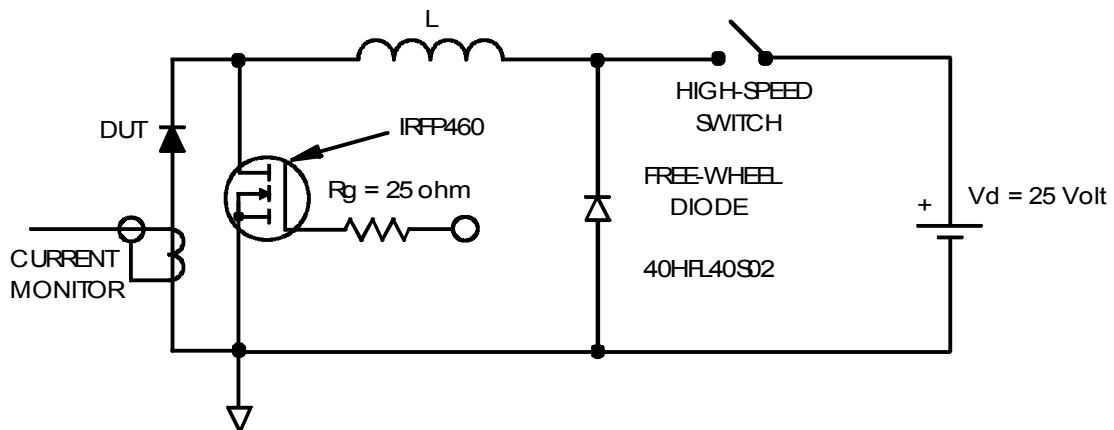 L
HIGH-SPEED
SWITCH
DUT
IRFP460
Rg = 25 ohm
FREE-WHEEL
DIODE
+
Vd = 25 Volt
CURRENT
MONITOR
40HFL40S02